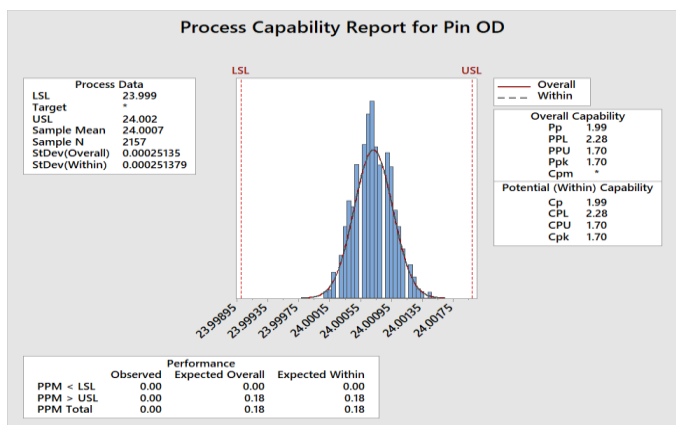 Process Capability Report for Pin OD
LSL USL
Process Data
LSL 23.999
Target *
USL 24.002
Sample Mean 24.0007
Sample N 2157
StDev(Overall) 0.00025135
StDev(Within) 0.000251379
Overall
Within
Overall Capability
Pp 1.99
PPL 2.28
PPU 1.70
Ppk 1.70
Cpm *
Potential (Within) Capability
Cp 1.99
CPL 2.28
CPU 1.70
Cpk 1.70
23.99895 23.99935 23.99975 24.00015 24.00055 24.00095 24.00135 24.00175
Performance
Observed Expected Overall Expected Within
PPM < LSL 0.00 0.00 0.00
PPM > USL 0.00 0.18 0.18
PPM Total 0.00 0.18 0.18